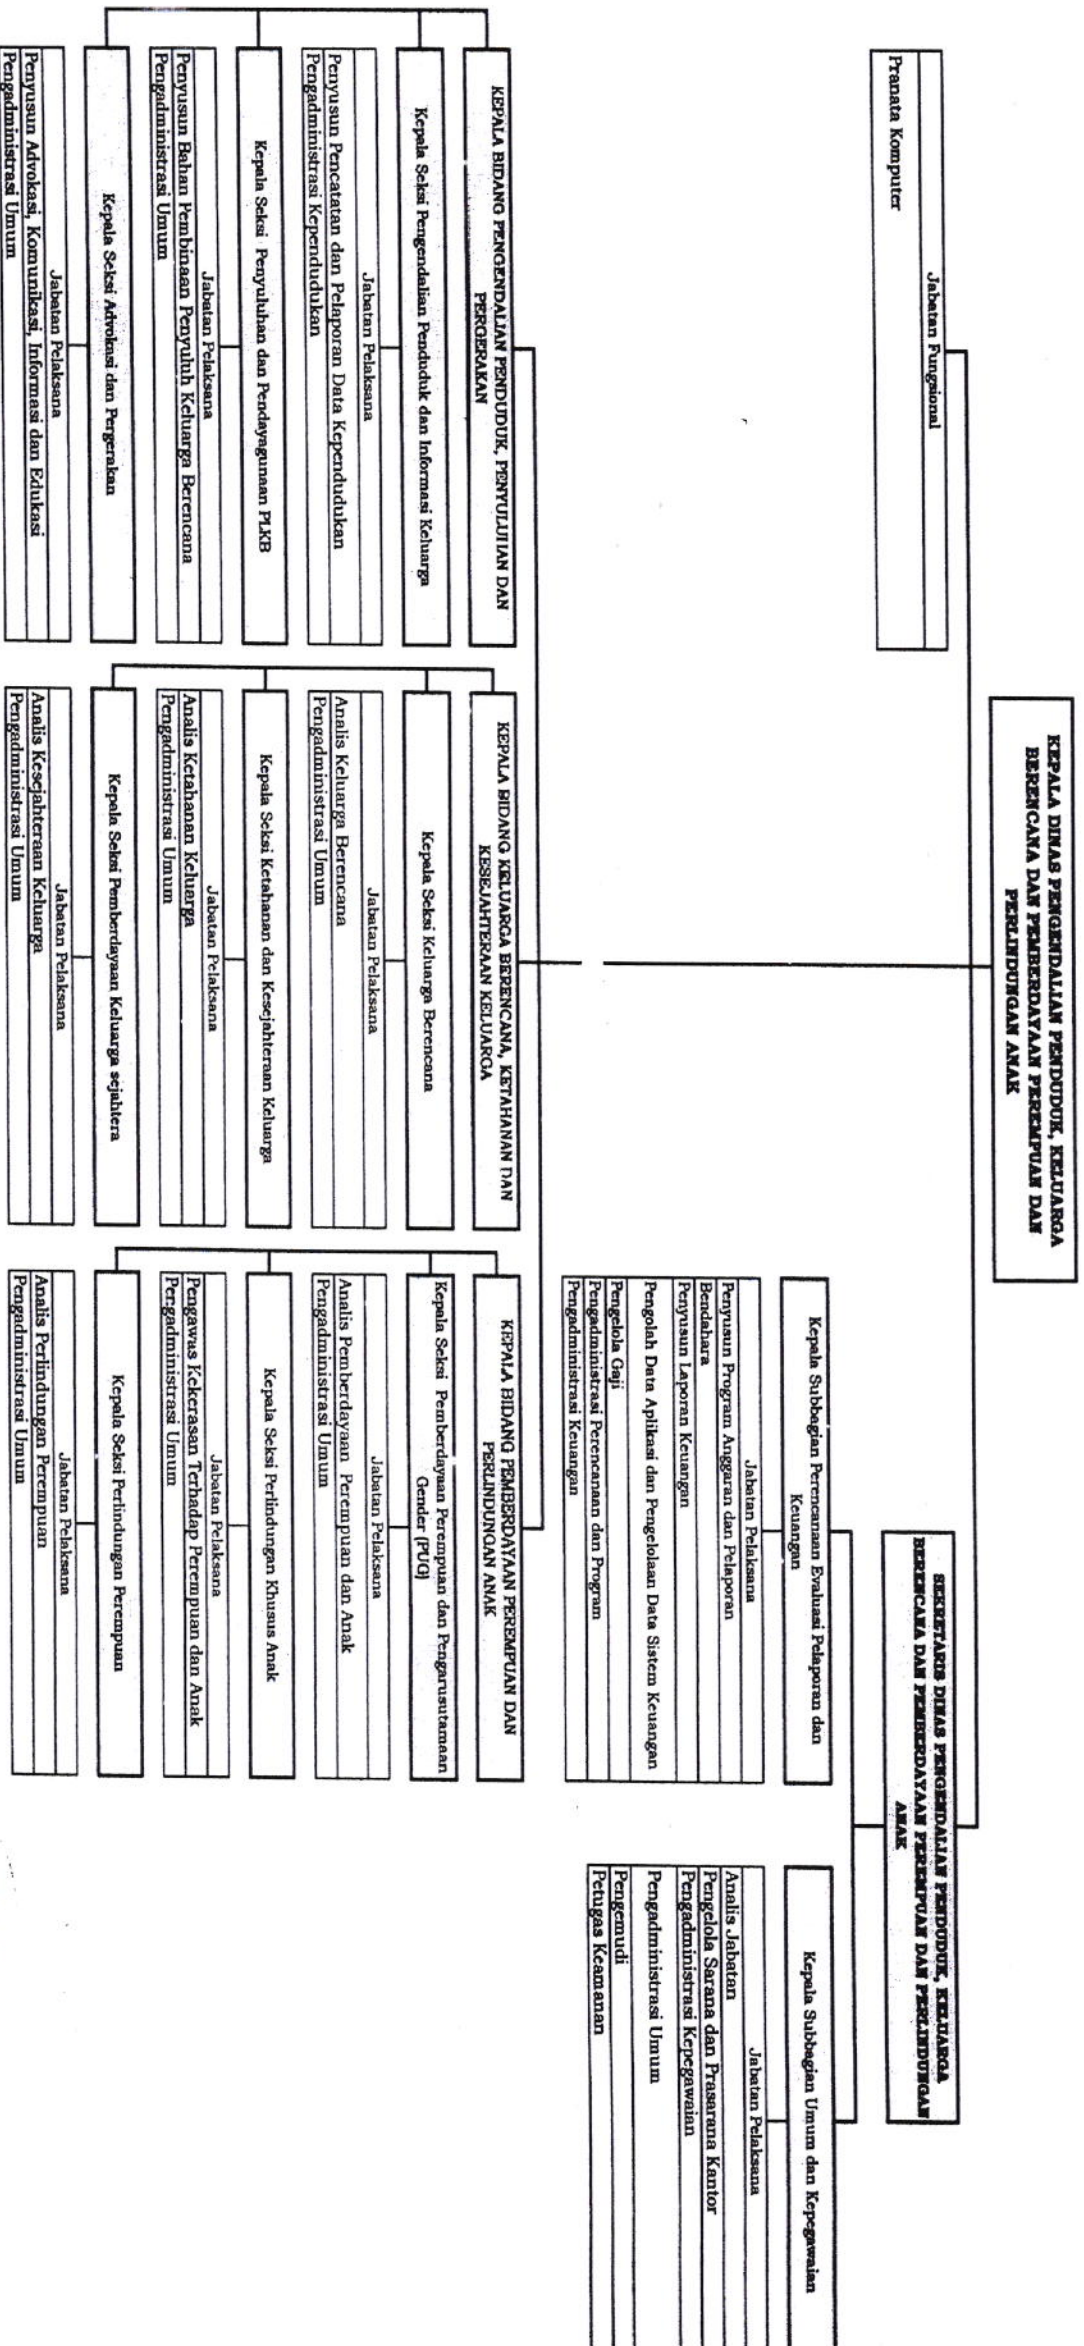 KEPALA DINAS PENGENDALIAN PENDUDUK, KELUARGA
BERENCANA DAN PEMBERDAYAAN PEREMPUAN DAN
PERLINDUNGAN ANAK
Jabatan Fungsional
Pranata Komputer
SEKRETARIS DINAS PENGENDALIAN PENDUDUK, KELUARGA
BERENCANA DAN PEMBERDAYAAN PEREMPUAN DAN PERLINDUNGAN
ANAK
Kepala Subbagian Perencanaan Evaluasi Pelaporan dan
Keuangan
Jabatan Pelaksana
Penyusun Program Anggaran dan Pelaporan
Bendahara
Penyusun Laporan Keuangan
Pengolah Data Aplikasi dan Pengelolaan Data Sistem Keuangan
Pengelola Gaji
Pengadministrasi Perencanaan dan Program
Pengadministrasi Keuangan
Kepala Subbagian Umum dan Kepegawaian
Jabatan Pelaksana
Analis Jabatan
Pengelola Sarana dan Prasarana Kantor
Pengadministrasi Kepegawaian
Pengadministrasi Umum
Pengemudi
Petugas Keamanan
KEPALA BIDANG PENGENDALIAN PENDUDUK, PENYULUHAN DAN
PERGERAKAN
Kepala Seksi Pengendalian Penduduk dan Informasi Keluarga
Jabatan Pelaksana
Penyusun Pencatatan dan Pelaporan Data Kependudukan
Pengadministrasi Kependudukan
Kepala Seksi Penyuluhan dan Pendayagunaan PLKB
Jabatan Pelaksana
Penyusun Bahan Pembinaan Penyuluh Keluarga Berencana
Pengadministrasi Umum
Kepala Seksi Advokasi dan Pergerakan
Jabatan Pelaksana
Penyusun Advokasi, Komunikasi, Informasi dan Edukasi
Pengadministrasi Umum
KEPALA BIDANG KELUARGA BERENCANA, KETAHANAN DAN
KESEJAHTERAAN KELUARGA
Kepala Seksi Keluarga Berencana
Jabatan Pelaksana
Analis Keluarga Berencana
Pengadministrasi Umum
Kepala Seksi Ketahanan dan Kesejahteraan Keluarga
Jabatan Pelaksana
Analis Ketahanan Keluarga
Pengadministrasi Umum
Kepala Seksi Pemberdayaan Keluarga sejahtera
Jabatan Pelaksana
Analis Kesejahteraan Keluarga
Pengadministrasi Umum
KEPALA BIDANG PEMBERDAYAAN PEREMPUAN DAN
PERLINDUNGAN ANAK
Kepala Seksi Pemberdayaan Perempuan dan Pengarusutamaan
Gender (PUG)
Jabatan Pelaksana
Analis Pemberdayaan Perempuan dan Anak
Pengadministrasi Umum
Kepala Seksi Perlindungan Khusus Anak
Jabatan Pelaksana
Pengawas Kekerasan Terhadap Perempuan dan Anak
Pengadministrasi Umum
Kepala Seksi Perlindungan Perempuan
Jabatan Pelaksana
Analis Perlindungan Perempuan
Pengadministrasi Umum